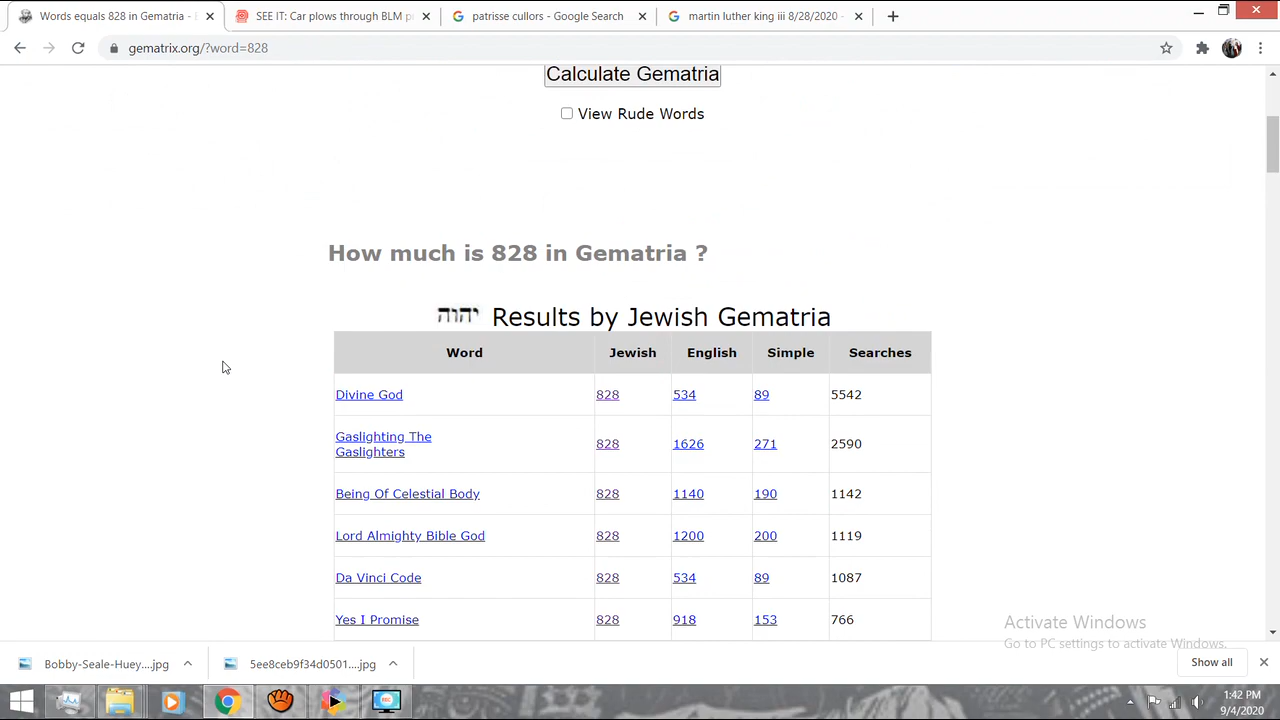 Words equals 828 in Gematria -
SEE IT: Car plows through BLM pr
patrisse cullors - Google Search
martin luther king iii 8/28/2020 -
gematrix.org/?word=828
Calculate Gematria
View Rude Words
How much is 828 in Gematria ?
יהוה Results by Jewish Gematria
Word Jewish English Simple Searches
Divine God 828 534 89 5542
Gaslighting The
Gaslighters 828 1626 271 2590
Being Of Celestial Body 828 1140 190 1142
Lord Almighty Bible God 828 1200 200 1119
Da Vinci Code 828 534 89 1087
Yes I Promise 828 918 153 766
Activate Windows
Go to PC settings to activate Windows.
Bobby-Seale-Huey....jpg
5ee8ceb9f34d0501....jpg
Show all
REC
1:42 PM
9/4/2020